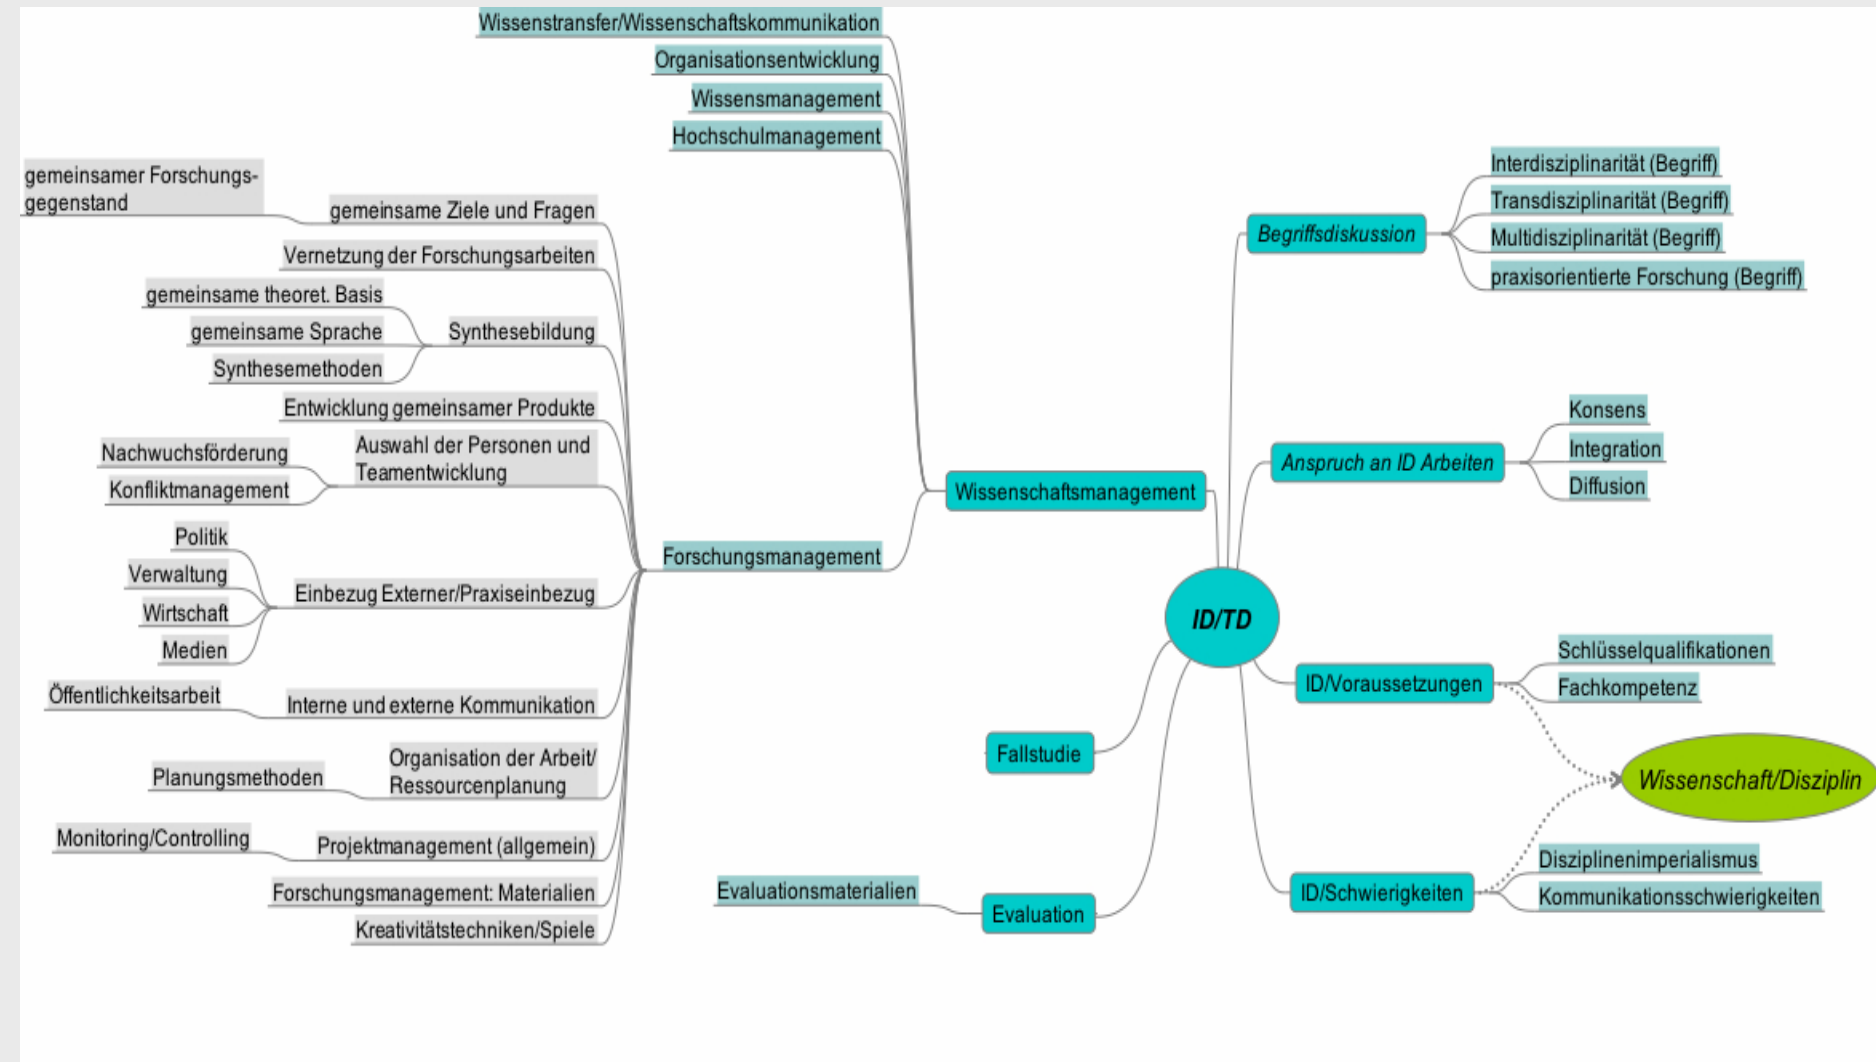 Wissenstransfer/Wissenschaftskommunikation
Organisationsentwicklung
Wissensmanagement
Hochschulmanagement
gemeinsamer Forschungs-
gegenstand
gemeinsame Ziele und Fragen
Vernetzung der Forschungsarbeiten
gemeinsame theoret. Basis
gemeinsame Sprache
Synthesemethoden
Synthesebildung
Entwicklung gemeinsamer Produkte
Nachwuchsförderung
Konfliktmanagement
Auswahl der Personen und
Teamentwicklung
Politik
Verwaltung
Wirtschaft
Medien
Einbezug Externer/Praxiseinbezug
Öffentlichkeitsarbeit
Interne und externe Kommunikation
Planungsmethoden
Organisation der Arbeit/
Ressourcenplanung
Monitoring/Controlling
Projektmanagement (allgemein)
Forschungsmanagement: Materialien
Kreativitätstechniken/Spiele
Forschungsmanagement
Wissenschaftsmanagement
Fallstudie
Evaluationsmaterialien
Evaluation
ID/TD
Begriffsdiskussion
Interdisziplinarität (Begriff)
Transdisziplinarität (Begriff)
Multidisziplinarität (Begriff)
praxisorientierte Forschung (Begriff)
Anspruch an ID Arbeiten
Konsens
Integration
Diffusion
ID/Voraussetzungen
Schlüsselqualifikationen
Fachkompetenz
Wissenschaft/Disziplin
ID/Schwierigkeiten
Disziplinenimperialismus
Kommunikationsschwierigkeiten